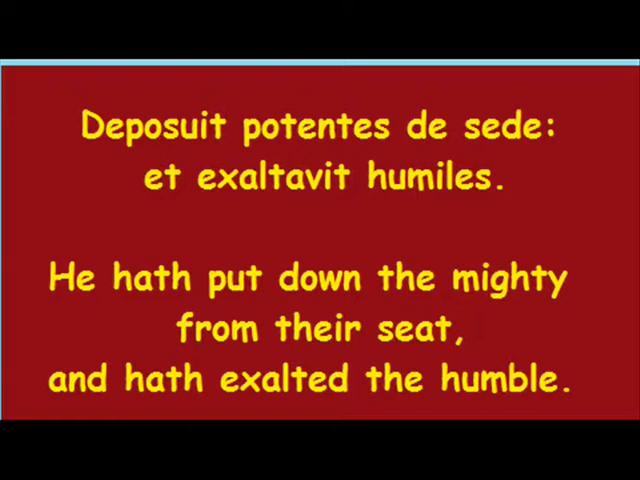 Deposuit potentes de sede:
et exaltavit humiles.
He hath put down the mighty
from their seat,
and hath exalted the humble.